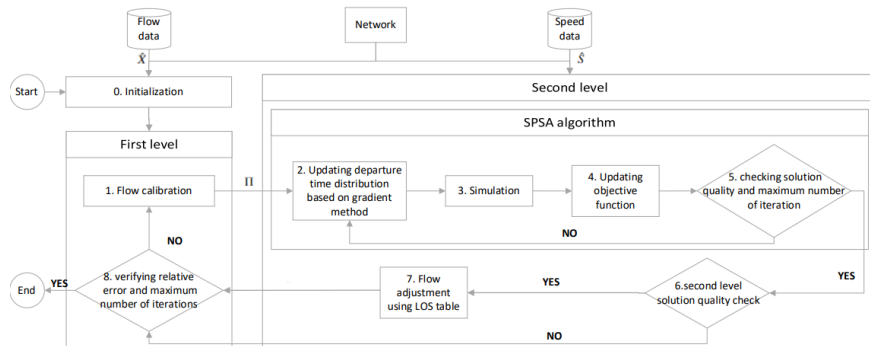 Flow
data
Network
Speed
data
X̂
Ŝ
Start
0. Initialization
Second level
SPSA algorithm
First level
1. Flow calibration
Π
2. Updating departure
time distribution
based on gradient
method
3. Simulation
4. Updating
objective
function
5. checking solution
quality and maximum number
of iteration
NO
NO
YES
End
YES
8. verifying relative
error and maximum
number of iterations
7. Flow
adjustment
using LOS table
YES
6.second level
solution quality check
NO